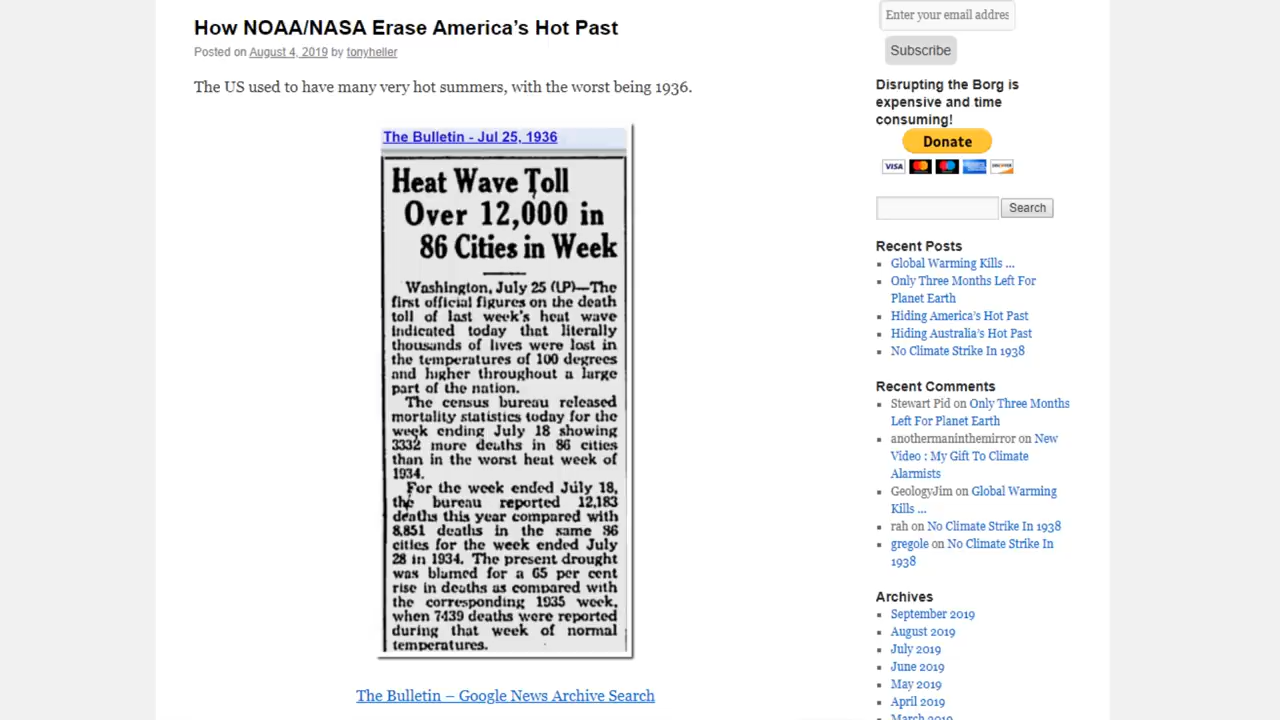 How NOAA/NASA Erase America's Hot Past
Posted on August 4, 2019 by tonyheller
The US used to have many very hot summers, with the worst being 1936.
The Bulletin - Jul 25, 1936
Heat Wave Toll
Over 12,000 in
86 Cities in Week
Washington, July 25 (UP)—The
first official figures on the death
toll of last week's heat wave
indicated today that literally
thousands of lives were lost in
the temperatures of 100 degrees
and higher throughout a large
part of the nation.
The census bureau released
mortality statistics today for the
week ending July 18 showing
3332 more deaths in 86 cities
than in the worst heat week of
1934.
For the week ended July 18,
the bureau reported 12,183
deaths this year compared with
8,851 deaths in the same 86
cities for the week ended July
28 in 1934. The present drought
was blamed for a 65 per cent
rise in deaths as compared with
the corresponding 1935 week,
when 7439 deaths were reported
during that week of normal
temperatures.
The Bulletin – Google News Archive Search
Enter your email addres
Subscribe
Disrupting the Borg is
expensive and time
consuming!
Donate
VISA
Search
Recent Posts
Global Warming Kills ...
Only Three Months Left For
Planet Earth
Hiding America's Hot Past
Hiding Australia's Hot Past
No Climate Strike In 1938
Recent Comments
Stewart Pid on Only Three Months
Left For Planet Earth
anothermaninthemirror on New
Video : My Gift To Climate
Alarmists
GeologyJim on Global Warming
Kills ...
rah on No Climate Strike In 1938
gregole on No Climate Strike In
1938
Archives
September 2019
August 2019
July 2019
June 2019
May 2019
April 2019
March 2019